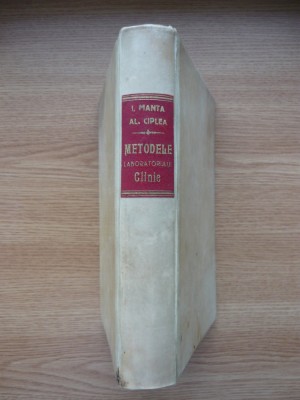 I. MANTA
AL. CIPLEA
METODELE
LABORATORULUI
Clinic